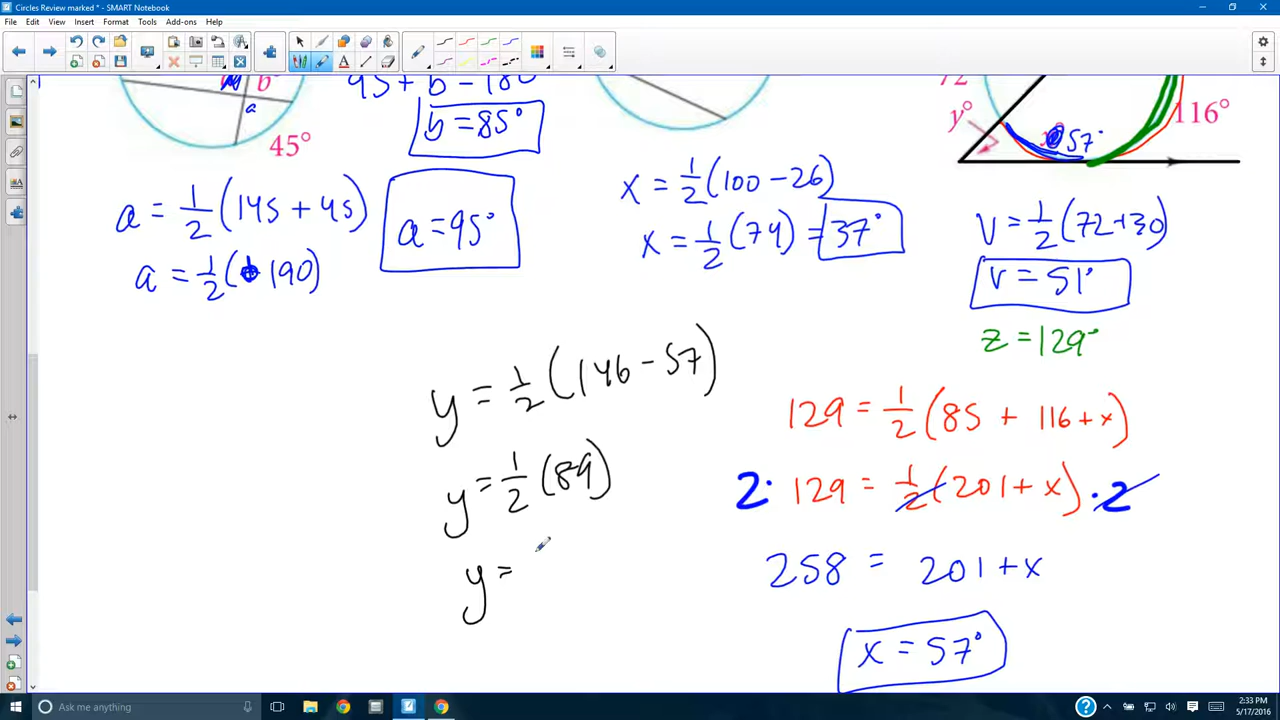 Circles Review marked * - SMART Notebook
File Edit View Insert Format Tools Add-ons Help
b°
a
45°
45 + b - 180
b = 85°
a = 1/2 (145 + 45)
a = 95°
a = 1/2 ( 190)
x = 1/2 (100 - 26)
x = 1/2 (74) = 37°
72
y°
57°
116°
V = 1/2 (72+30)
V = 51°
z = 129°
y = 1/2 (146 - 57)
y = 1/2 (89)
y =
129 = 1/2 (85 + 116 + x)
2 · 129 = 1/2 (201 + x) · 2
258 = 201 + x
x = 57°
Ask me anything
2:33 PM
5/17/2016